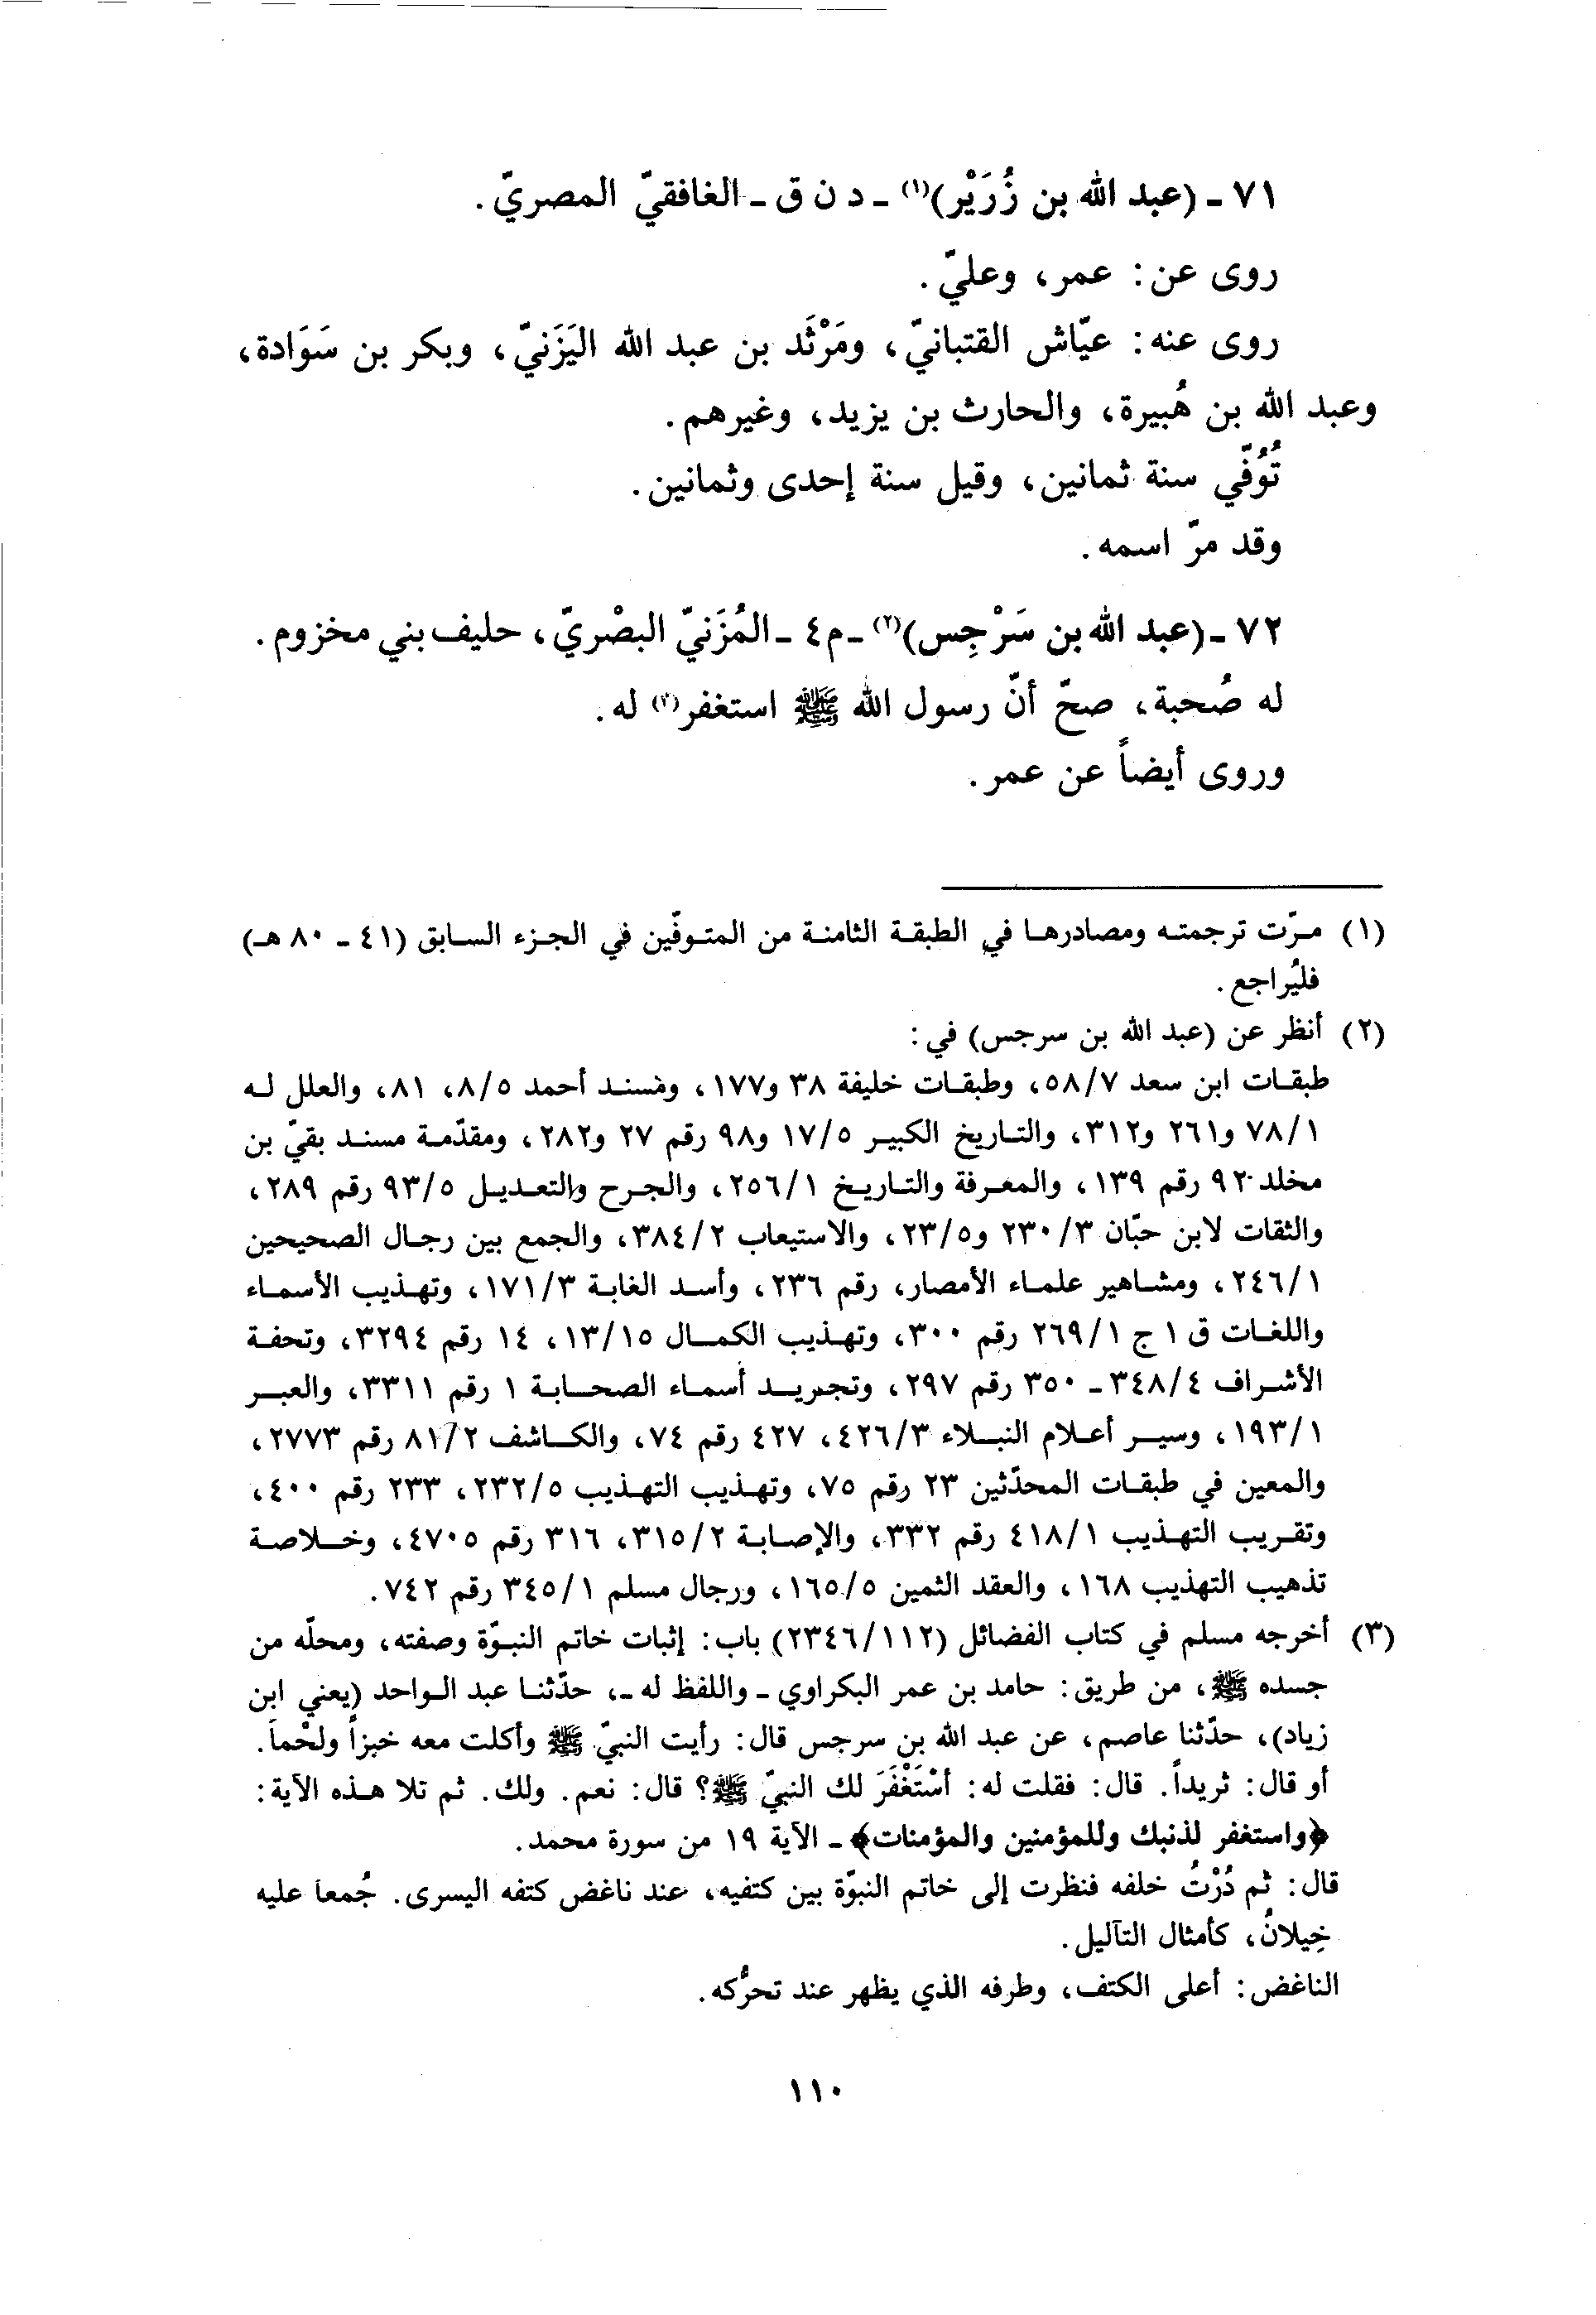 ٧١ - (عبد الله بن زُرَيْر)(١) - د ن ق - الغافقيّ المصريّ.
روى عن: عمر، وعليّ.
روى عنه: عيّاش القتبانيّ، ومَرْثَد بن عبد الله اليَزَنيّ، وبكر بن سَوَادة،
وعبد الله بن هُبيرة، والحارث بن يزيد، وغيرهم.
تُوُفّي سنة ثمانين، وقيل سنة إحدى وثمانين.
وقد مرّ اسمه.
٧٢ - (عبد الله بن سَرْجِس)(٢) - م٤ - المُزَنيّ البصْريّ، حليف بني مخزوم.
له صُحبة، صحّ أنّ رسول الله ﷺ استغفر(٣) له.
وروى أيضاً عن عمر.
(١) مرّت ترجمته ومصادرها في الطبقة الثامنة من المتوفّين في الجزء السابق (٤١ - ٨٠ هـ)
فليُراجع.
(٢) أنظر عن (عبد الله بن سرجس) في:
طبقات ابن سعد ٥٨/٧، وطبقات خليفة ٣٨ و١٧٧، ومسند أحمد ٨/٥، ٨١، والعلل له
٧٨/١ و٢٦١ و٣١٢، والتاريخ الكبير ١٧/٥ و٩٨ رقم ٢٧ و٢٨٢، ومقدّمة مسند بقيّ بن
مخلد ٩٢ رقم ١٣٩، والمعرفة والتاريخ ٢٥٦/١، والجرح والتعديل ٩٣/٥ رقم ٢٨٩،
والثقات لابن حبّان ٢٣٠/٣ و٢٣/٥، والاستيعاب ٣٨٤/٢، والجمع بين رجال الصحيحين
٢٤٦/١، ومشاهير علماء الأمصار، رقم ٢٣٦، وأسد الغابة ١٧١/٣، وتهذيب الأسماء
واللغات ق ١ ج ٢٦٩/١ رقم ٣٠٠، وتهذيب الكمال ١٣/١٥، ١٤ رقم ٣٢٩٤، وتحفة
الأشراف ٣٤٨/٤ - ٣٥٠ رقم ٢٩٧، وتجريد أسماء الصحابة ١ رقم ٣٣١١، والعبر
١٩٣/١، وسير أعلام النبلاء ٤٢٦/٣، ٤٢٧ رقم ٧٤، والكاشف ٨١/٢ رقم ٢٧٧٣،
والمعين في طبقات المحدّثين ٢٣ رقم ٧٥، وتهذيب التهذيب ٢٣٢/٥، ٢٣٣ رقم ٤٠٠،
وتقريب التهذيب ٤١٨/١ رقم ٣٣٢، والإصابة ٣١٥/٢، ٣١٦ رقم ٤٧٠٥، وخلاصة
تذهيب التهذيب ١٦٨، والعقد الثمين ١٦٥/٥، ورجال مسلم ٣٤٥/١ رقم ٧٤٢.
(٣) أخرجه مسلم في كتاب الفضائل (٢٣٤٦/١١٢) باب: إثبات خاتم النبوّة وصفته، ومحلّه من
جسده ﷺ، من طريق: حامد بن عمر البكراوي - واللفظ له -، حدّثنا عبد الواحد (يعني ابن
زياد)، حدّثنا عاصم، عن عبد الله بن سرجس قال: رأيت النبيّ ﷺ وأكلت معه خبزاً ولحْماً.
أو قال: ثريداً. قال: فقلت له: أسْتَغْفَرَ لك النبيّ ﷺ؟ قال: نعم. ولك. ثم تلا هذه الآية:
﴿واستغفر لذنبك وللمؤمنين والمؤمنات﴾ - الآية ١٩ من سورة محمد.
قال: ثم دُرْتُ خلفه فنظرت إلى خاتم النبوّة بين كتفيه، عند ناغض كتفه اليسرى. جُمعاً عليه
خِيلانُ، كأمثال التآليل.
الناغض: أعلى الكتف، وطرفه الذي يظهر عند تحرُّكه.
١١٠